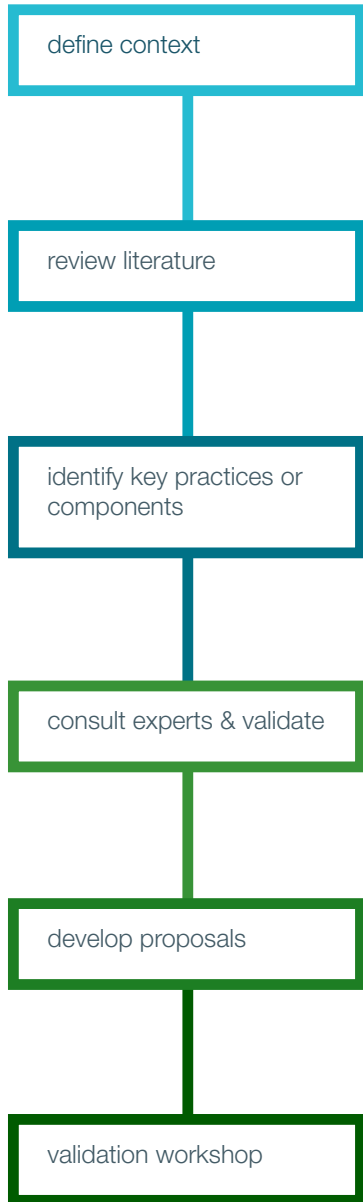 define context
review literature
identify key practices or
components
consult experts & validate
develop proposals
validation workshop